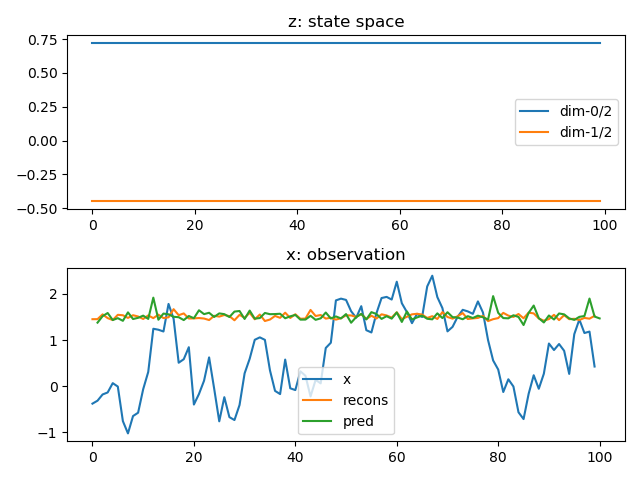 z: state space
0.75
0.50
0.25
0.00
−0.25
−0.50
dim-0/2
dim-1/2
0 20 40 60 80 100
x: observation
2
1
0
−1
x
recons
pred
0 20 40 60 80 100